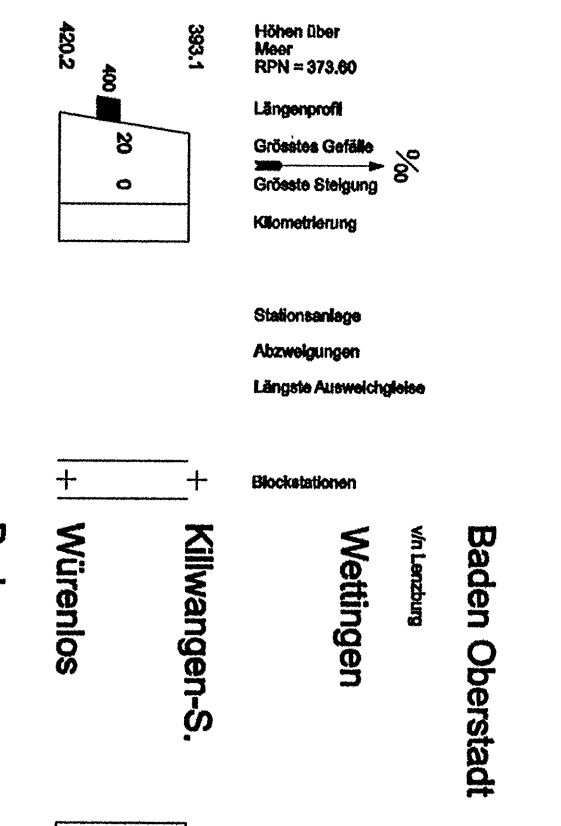 420.2
393.1
400
20
0
Höhen über
Meer
RPN = 373.60
Längenprofil
Grösstes Gefälle
%o
Grösste Steigung
Kilometrierung
Stationsanlage
Abzweigungen
Längste Ausweichgleise
Blockstationen
Würenlos
Killwangen-S.
Wettingen
v/n Lenzburg
Baden Oberstadt